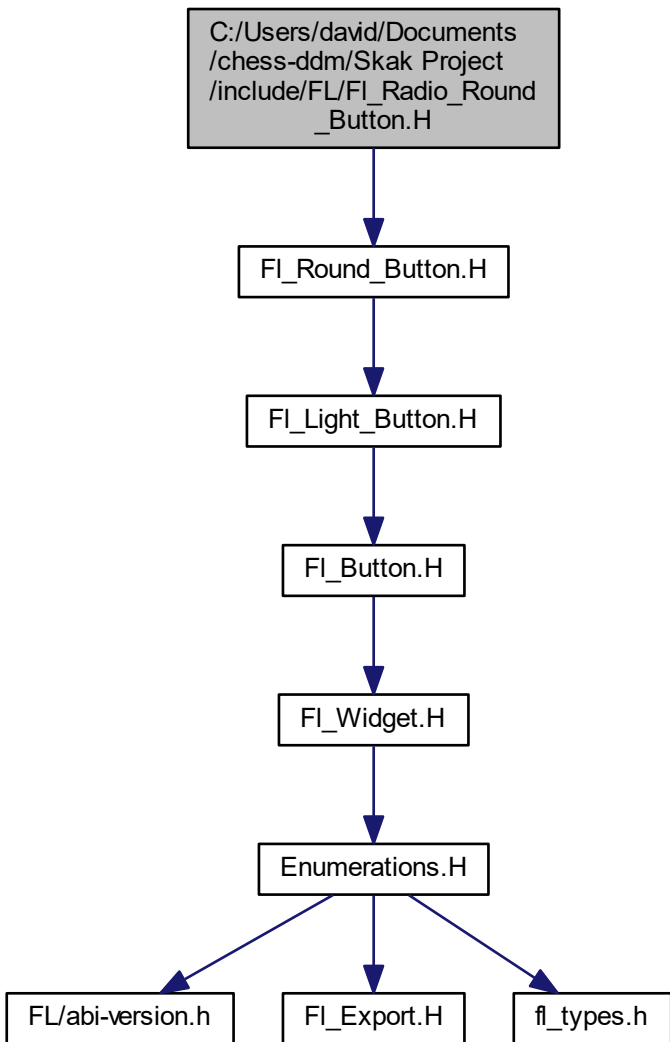 C:/Users/david/Documents
/chess-ddm/Skak Project
/include/FL/Fl_Radio_Round
_Button.H
Fl_Round_Button.H
Fl_Light_Button.H
Fl_Button.H
Fl_Widget.H
Enumerations.H
FL/abi-version.h
Fl_Export.H
fl_types.h